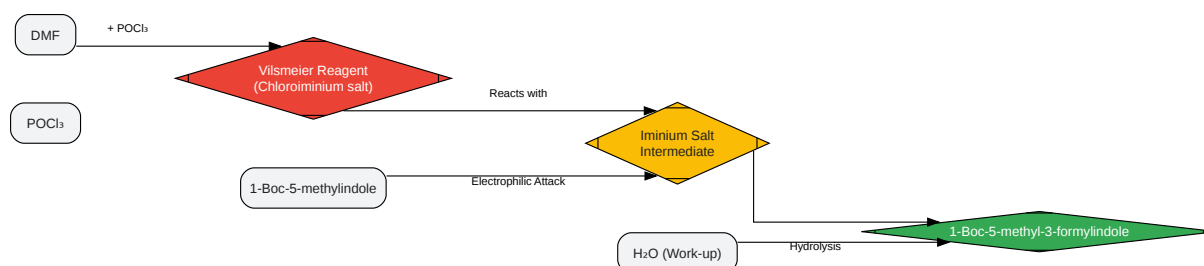 DMF
+ POCl₃
Vilsmeier Reagent
(Chloroiminium salt)
Reacts with
POCl₃
Iminium Salt
Intermediate
1-Boc-5-methylindole
Electrophilic Attack
1-Boc-5-methyl-3-formylindole
H₂O (Work-up)
Hydrolysis